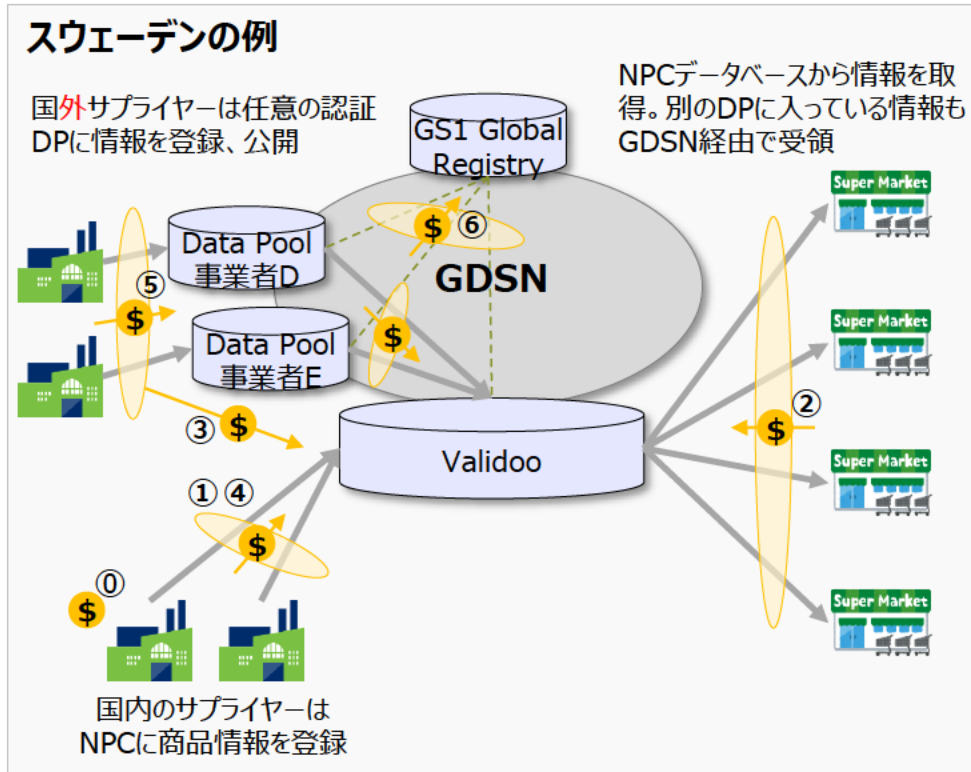 スウェーデンの例
国外サプライヤーは任意の認証
DPに情報を登録、公開
NPCデータベースから情報を取
得。別のDPに入っている情報も
GDSN経由で受領
GS1 Global
Registry
Super Market
Data Pool
事業者D
$ ⑥
GDSN
⑤
$
$
Super Market
Data Pool
事業者E
③ $
$ ②
Validoo
Super Market
① ④
$
⓪
$
Super Market
国内のサプライヤーは
NPCに商品情報を登録